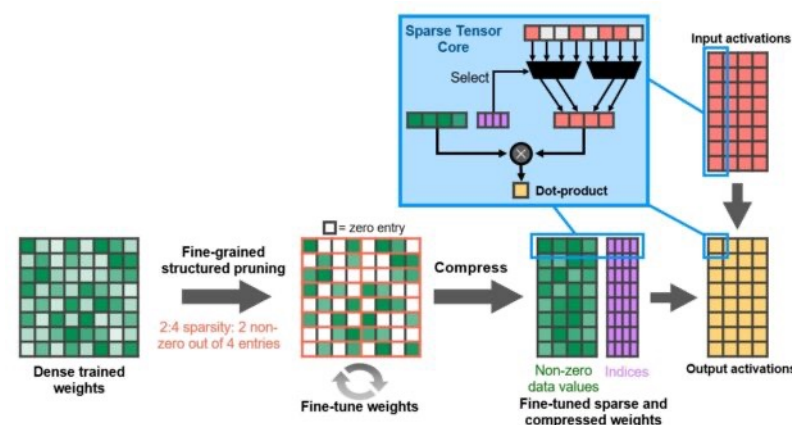 Sparse Tensor
Core
Input activations
Select
Dot-product
= zero entry
Fine-grained
structured pruning
Compress
2:4 sparsity: 2 non-
zero out of 4 entries
Dense trained
weights
Fine-tune weights
Non-zero
data values
Indices
Fine-tuned sparse and
compressed weights
Output activations